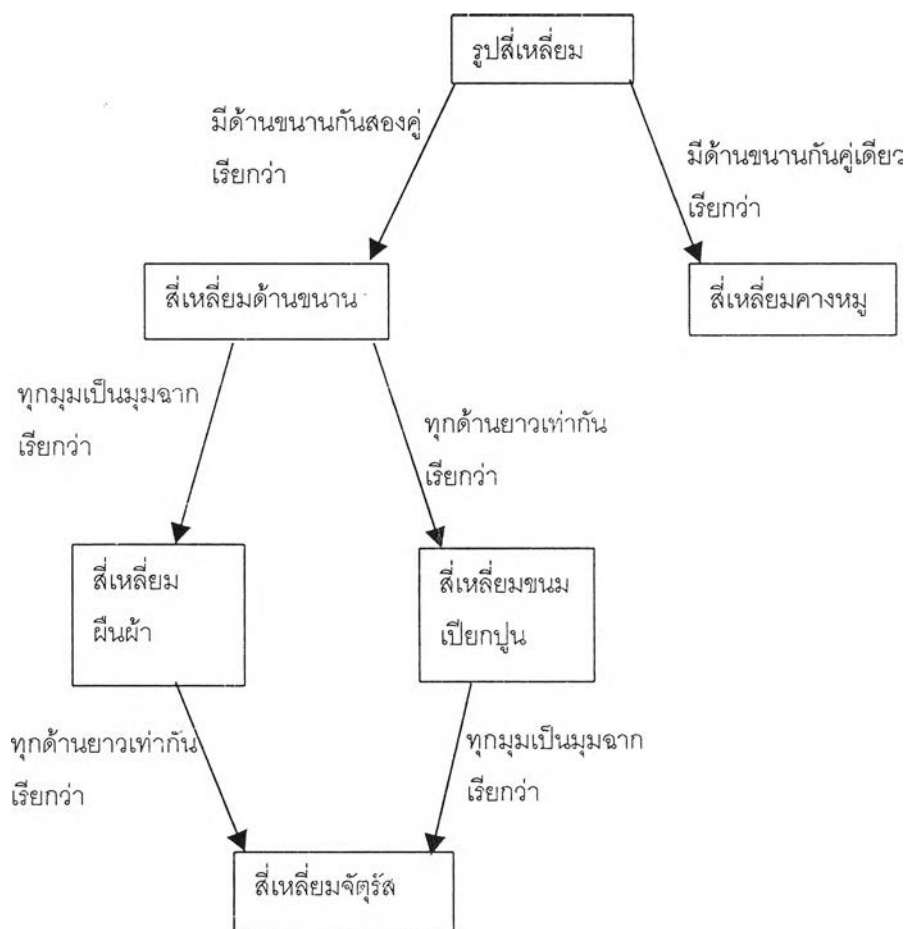 รูปสี่เหลี่ยม
มีด้านขนานกันสองคู่
เรียกว่า
มีด้านขนานกันคู่เดียว
เรียกว่า
สี่เหลี่ยมด้านขนาน
สี่เหลี่ยมคางหมู
ทุกมุมเป็นมุมฉาก
เรียกว่า
ทุกด้านยาวเท่ากัน
เรียกว่า
สี่เหลี่ยม
ผืนผ้า
สี่เหลี่ยมขนม
เปียกปูน
ทุกด้านยาวเท่ากัน
เรียกว่า
ทุกมุมเป็นมุมฉาก
เรียกว่า
สี่เหลี่ยมจัตุรัส